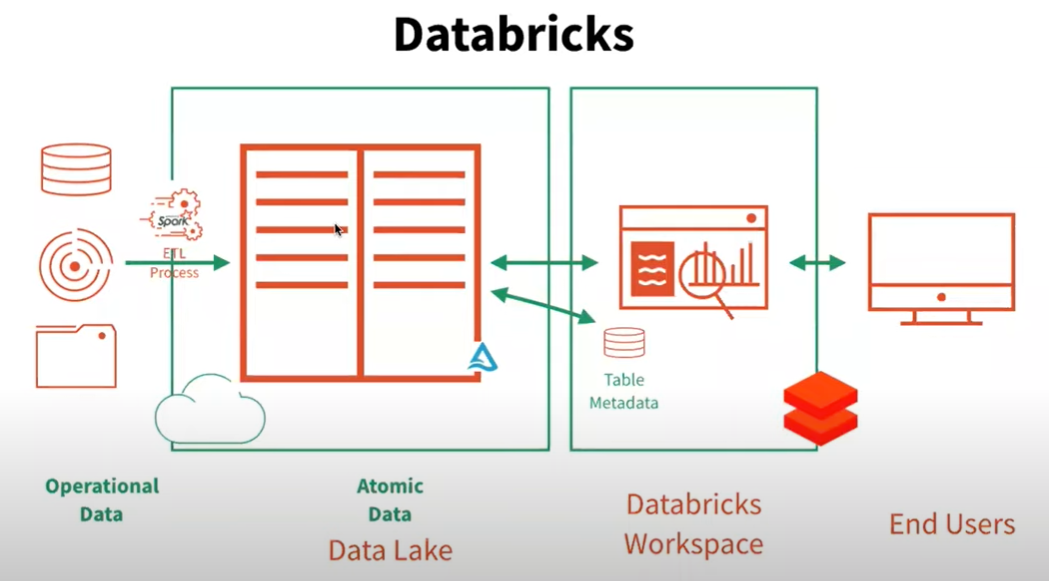 Databricks
Spark
ETL
Process
Table
Metadata
Operational
Data
Atomic
Data
Data Lake
Databricks
Workspace
End Users